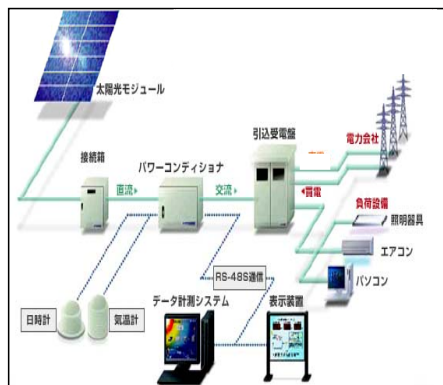 太陽光モジュール
接続箱
パワーコンディショナ
引込受電盤
電力会社
直流
交流
買電
負荷設備
照明器具
エアコン
パソコン
RS-48S通信
日時計
気温計
データ計測システム
表示装置